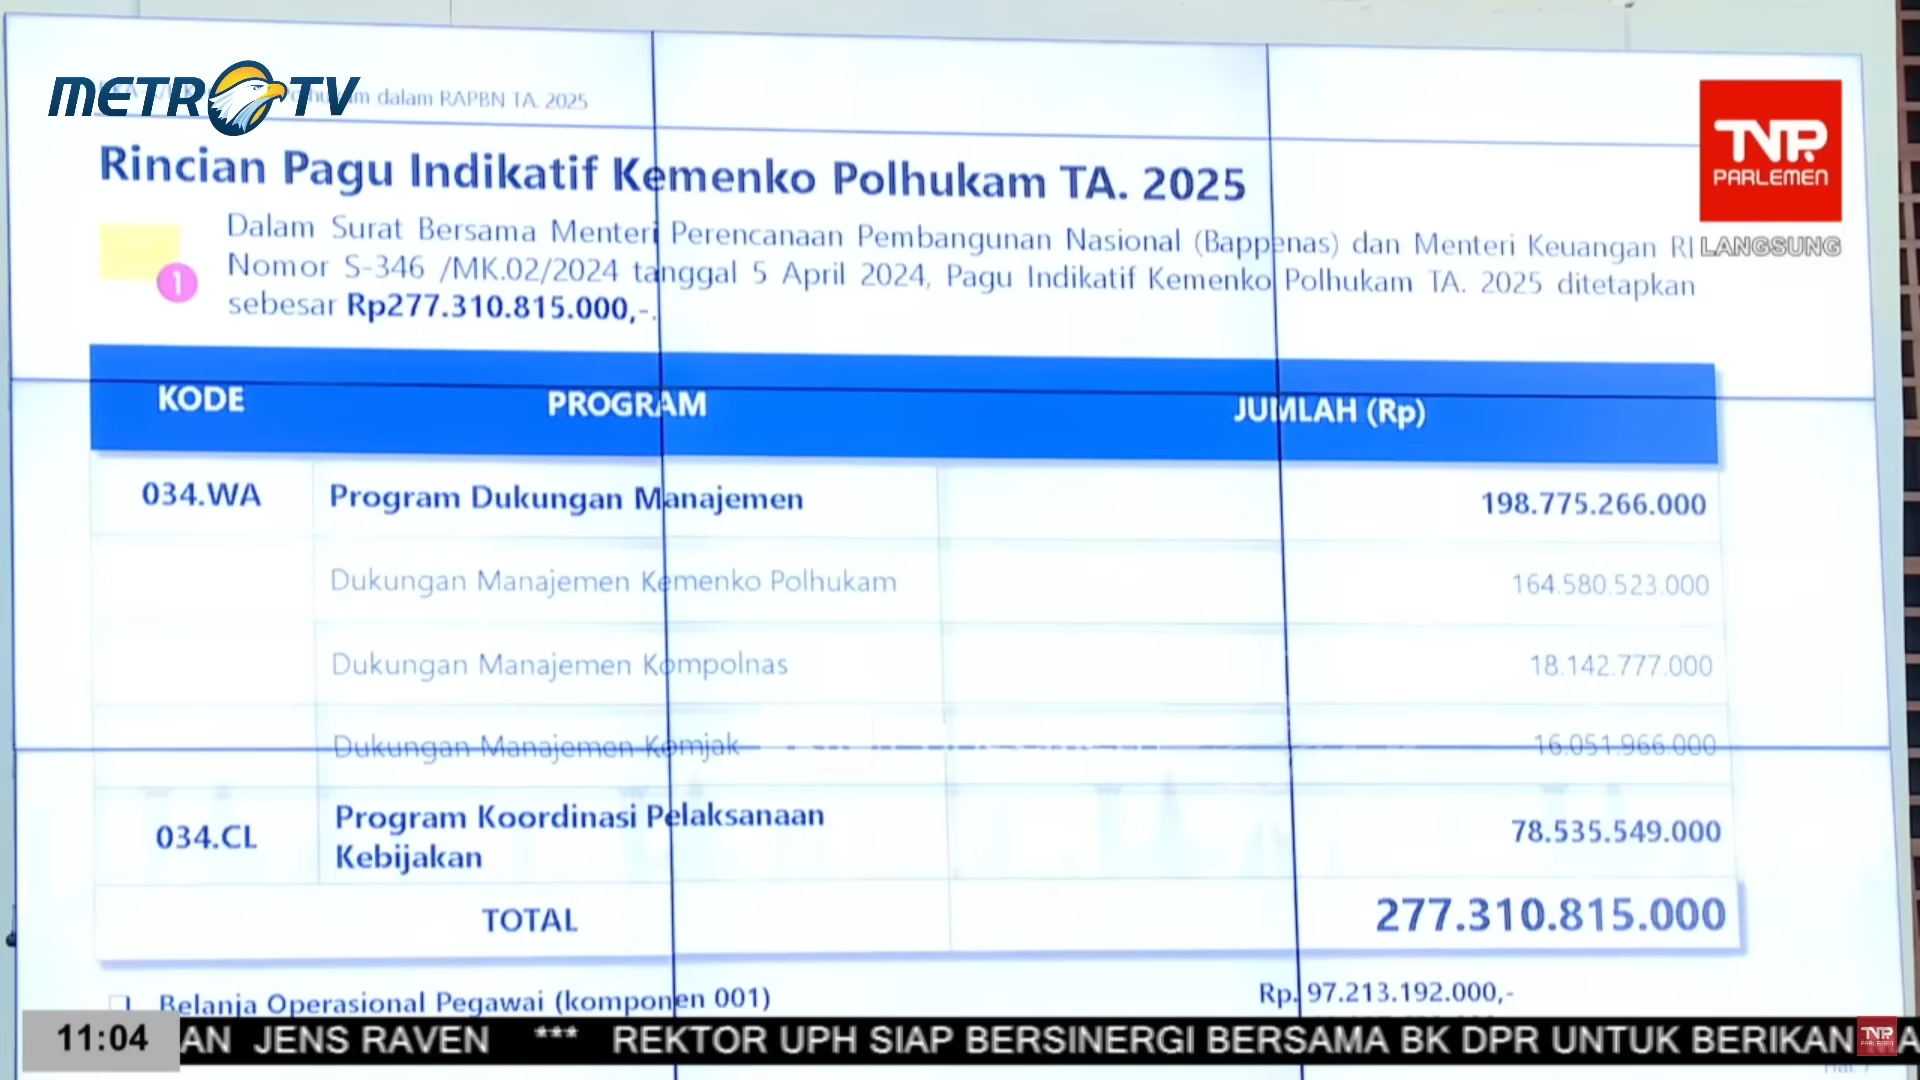 METRO TV
dalam RAPBN TA. 2025
TVR
PARLEMEN
LANGSUNG
Rincian Pagu Indikatif Kemenko Polhukam TA. 2025
1
Dalam Surat Bersama Menteri Perencanaan Pembangunan Nasional (Bappenas) dan Menteri Keuangan RI
Nomor S-346 /MK.02/2024 tanggal 5 April 2024, Pagu Indikatif Kemenko Polhukam TA. 2025 ditetapkan
sebesar Rp277.310.815.000,-.
KODE PROGRAM JUMLAH (Rp)
034.WA Program Dukungan Manajemen 198.775.266.000
Dukungan Manajemen Kemenko Polhukam 164.580.523.000
Dukungan Manajemen Kompolnas 18.142.777.000
Dukungan Manajemen Komjak 16.051.966.000
034.CL Program Koordinasi Pelaksanaan Kebijakan 78.535.549.000
TOTAL 277.310.815.000
Belanja Operasional Pegawai (komponen 001) Rp. 97.213.192.000,-
11:04 AN JENS RAVEN *** REKTOR UPH SIAP BERSINERGI BERSAMA BK DPR UNTUK BERIKAN
TVR
PARLEMEN